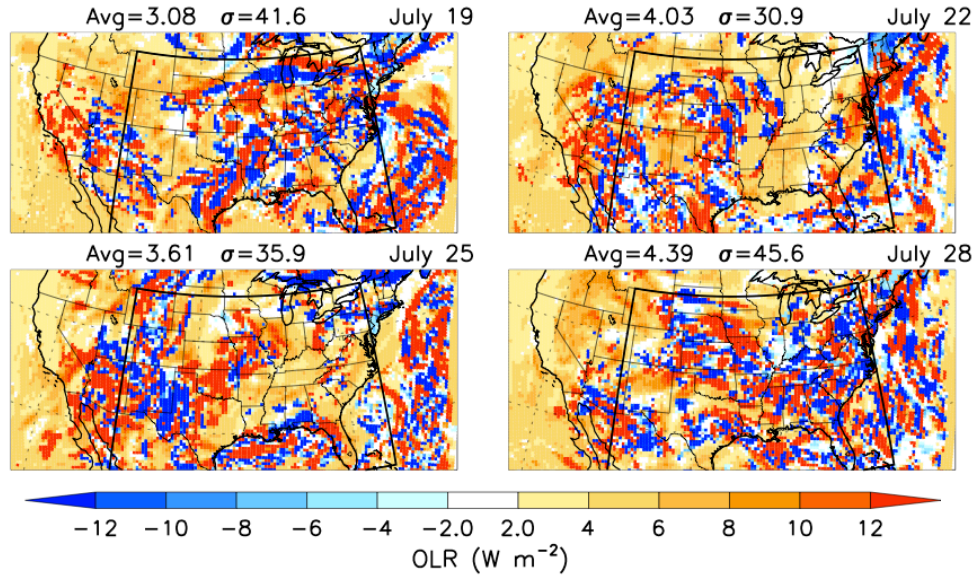 Avg=3.08 σ=41.6 July 19
Avg=4.03 σ=30.9 July 22
Avg=3.61 σ=35.9 July 25
Avg=4.39 σ=45.6 July 28
−12 −10 −8 −6 −4 −2.0 2.0 4 6 8 10 12
OLR (W m⁻²)